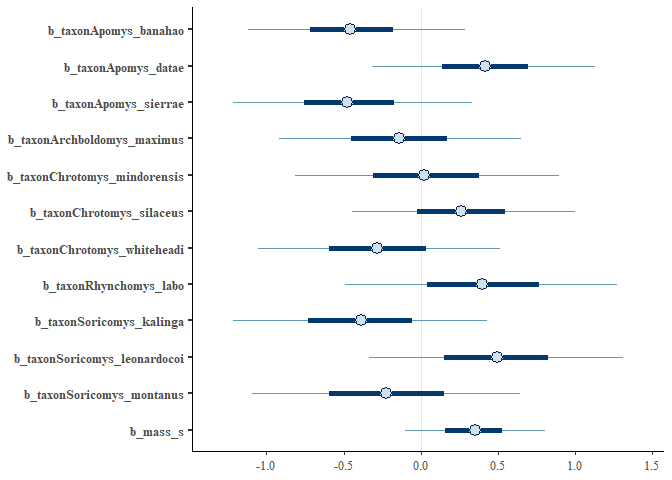 b_taxonApomys_banahao
b_taxonApomys_datae
b_taxonApomys_sierrae
b_taxonArchboldomys_maximus
b_taxonChrotomys_mindorensis
b_taxonChrotomys_silaceus
b_taxonChrotomys_whiteheadi
b_taxonRhynchomys_labo
b_taxonSoricomys_kalinga
b_taxonSoricomys_leonardocoi
b_taxonSoricomys_montanus
b_mass_s
-1.0 -0.5 0.0 0.5 1.0 1.5